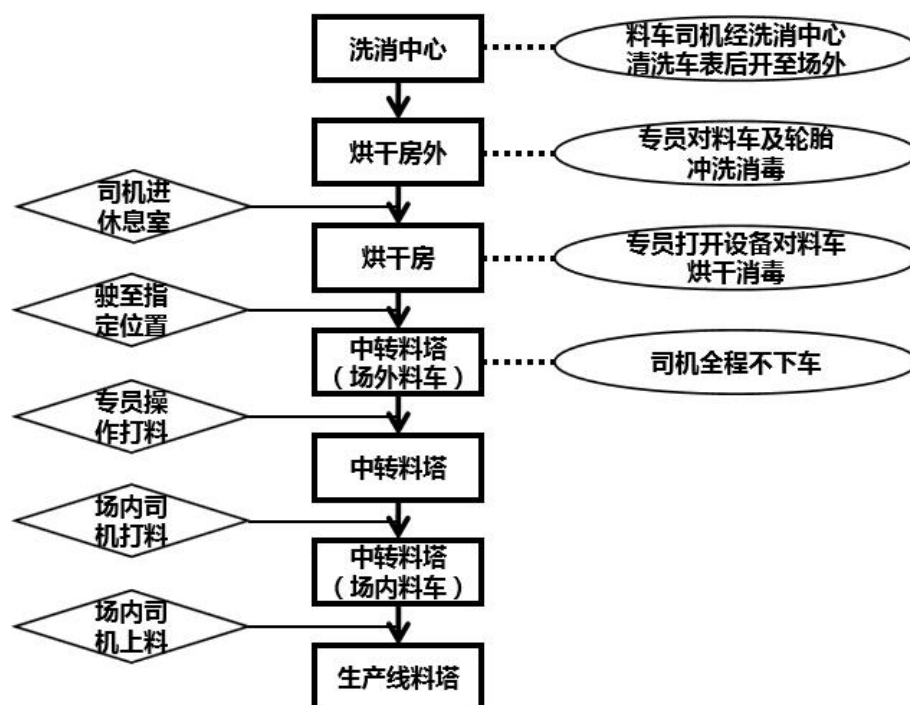 洗消中心
料车司机经洗消中心
清洗车表后开至场外
烘干房外
专员对料车及轮胎
冲洗消毒
司机进
休息室
烘干房
专员打开设备对料车
烘干消毒
驶至指
定位置
中转料塔
（场外料车）
司机全程不下车
专员操
作打料
中转料塔
场内司
机打料
中转料塔
（场内料车）
场内司
机上料
生产线料塔